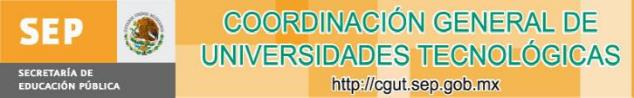 SEP
SECRETARÍA DE
EDUCACIÓN PÚBLICA
COORDINACIÓN GENERAL DE
UNIVERSIDADES TECNOLÓGICAS
http://cgut.sep.gob.mx